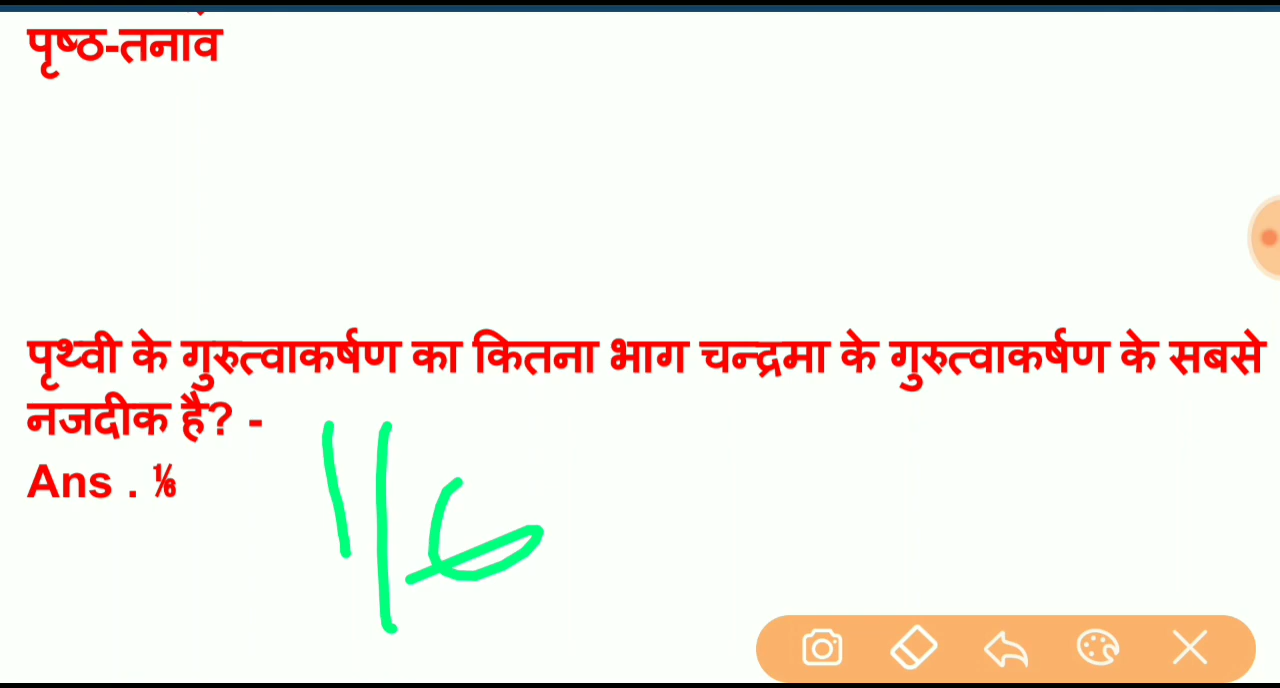 पृष्ठ-तनाव
पृथ्वी के गुरुत्वाकर्षण का कितना भाग चन्द्रमा के गुरुत्वाकर्षण के सबसे
नजदीक है? -
Ans . ⅙
1/6